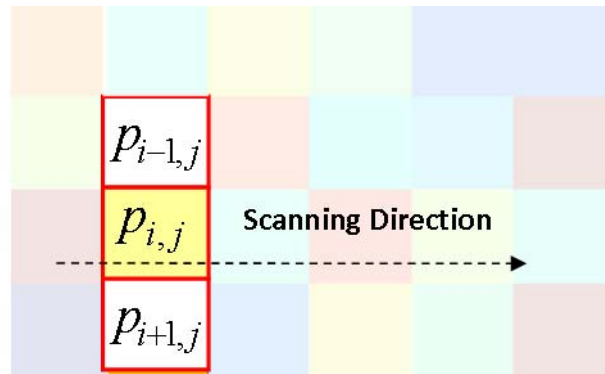 p_{i−1,j}
p_{i,j} Scanning Direction
p_{i+1,j}